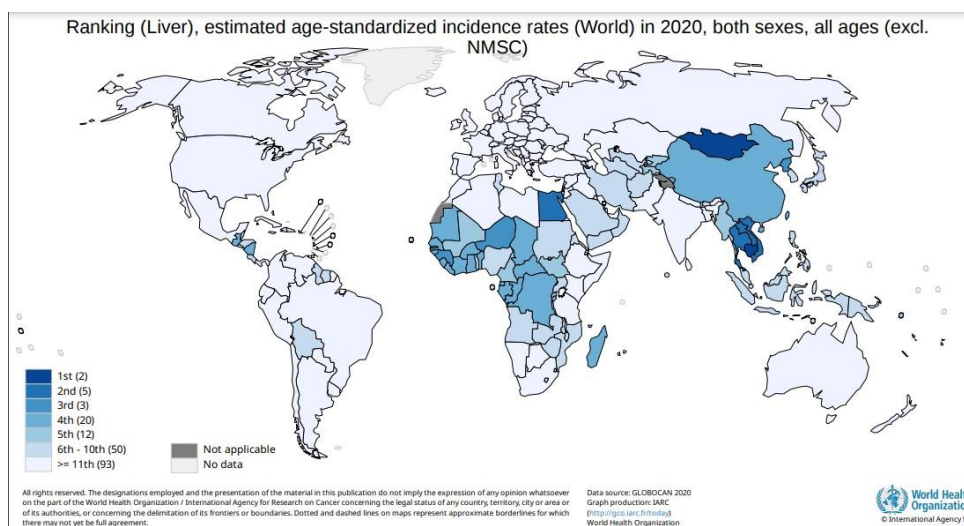 Ranking (Liver), estimated age-standardized incidence rates (World) in 2020, both sexes, all ages (excl.
NMSC)
1st (2)
2nd (5)
3rd (3)
4th (20)
5th (12)
6th - 10th (50)
>= 11th (93)
Not applicable
No data
All rights reserved. The designations employed and the presentation of the material in this publication do not imply the expression of any opinion whatsoever
on the part of the World Health Organization / International Agency for Research on Cancer concerning the legal status of any country, territory, city or area or
of its authorities, or concerning the delimitation of its frontiers or boundaries. Dotted and dashed lines on maps represent approximate borderlines for which
there may not yet be full agreement.
Data source: GLOBOCAN 2020
Graph production: IARC
(http://gco.iarc.fr/today)
World Health Organization
World Heal
Organizatio
© International Agency f